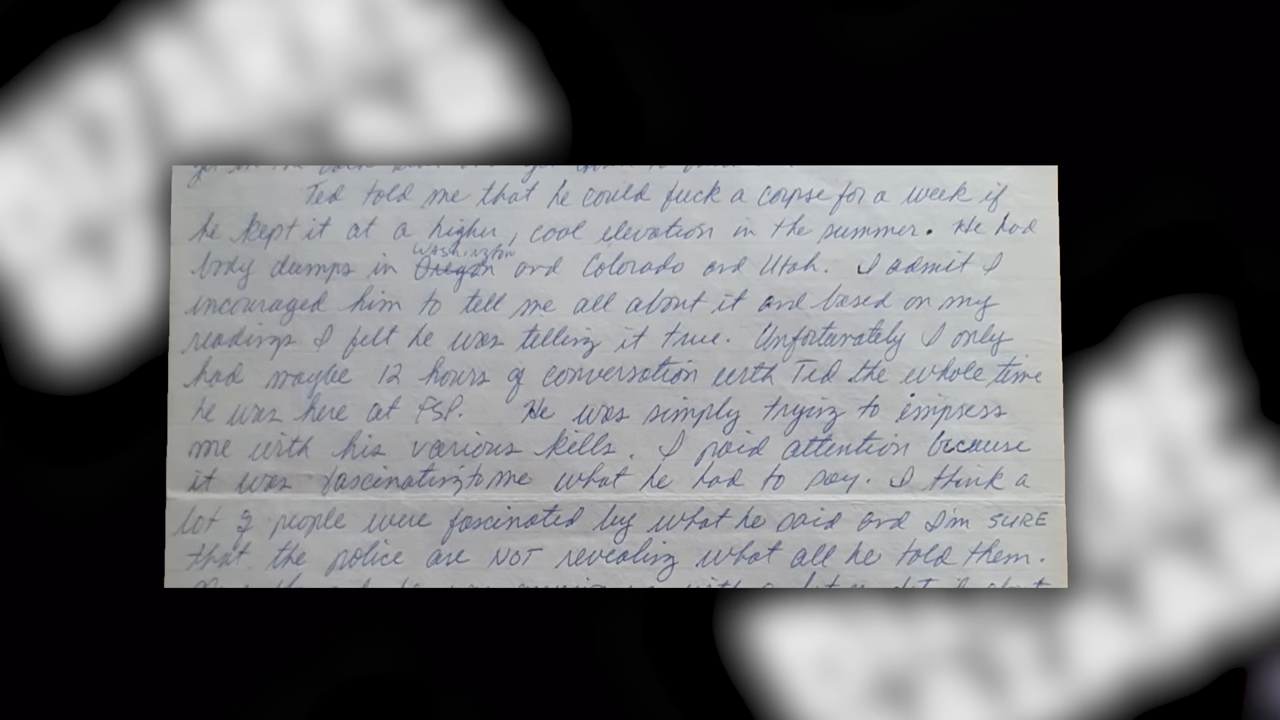 Ted told me that he could fuck a corpse for a week if
he kept it at a higher, cool elevation in the summer. He had
Washington
body dumps in Oregon and Colorado and Utah. I admit I
incouraged him to tell me all about it and based on my
readings I felt he was telling it true. Unfortunately I only
had maybe 12 hours of conversation with Ted the whole time
he was here at FSP. He was simply trying to empress
me with his various kills. I paid attention because
it was fascinating to me what he had to say. I think a
lot of people were fascinated by what he said and I'm SURE
that the police are NOT revealing what all he told them.